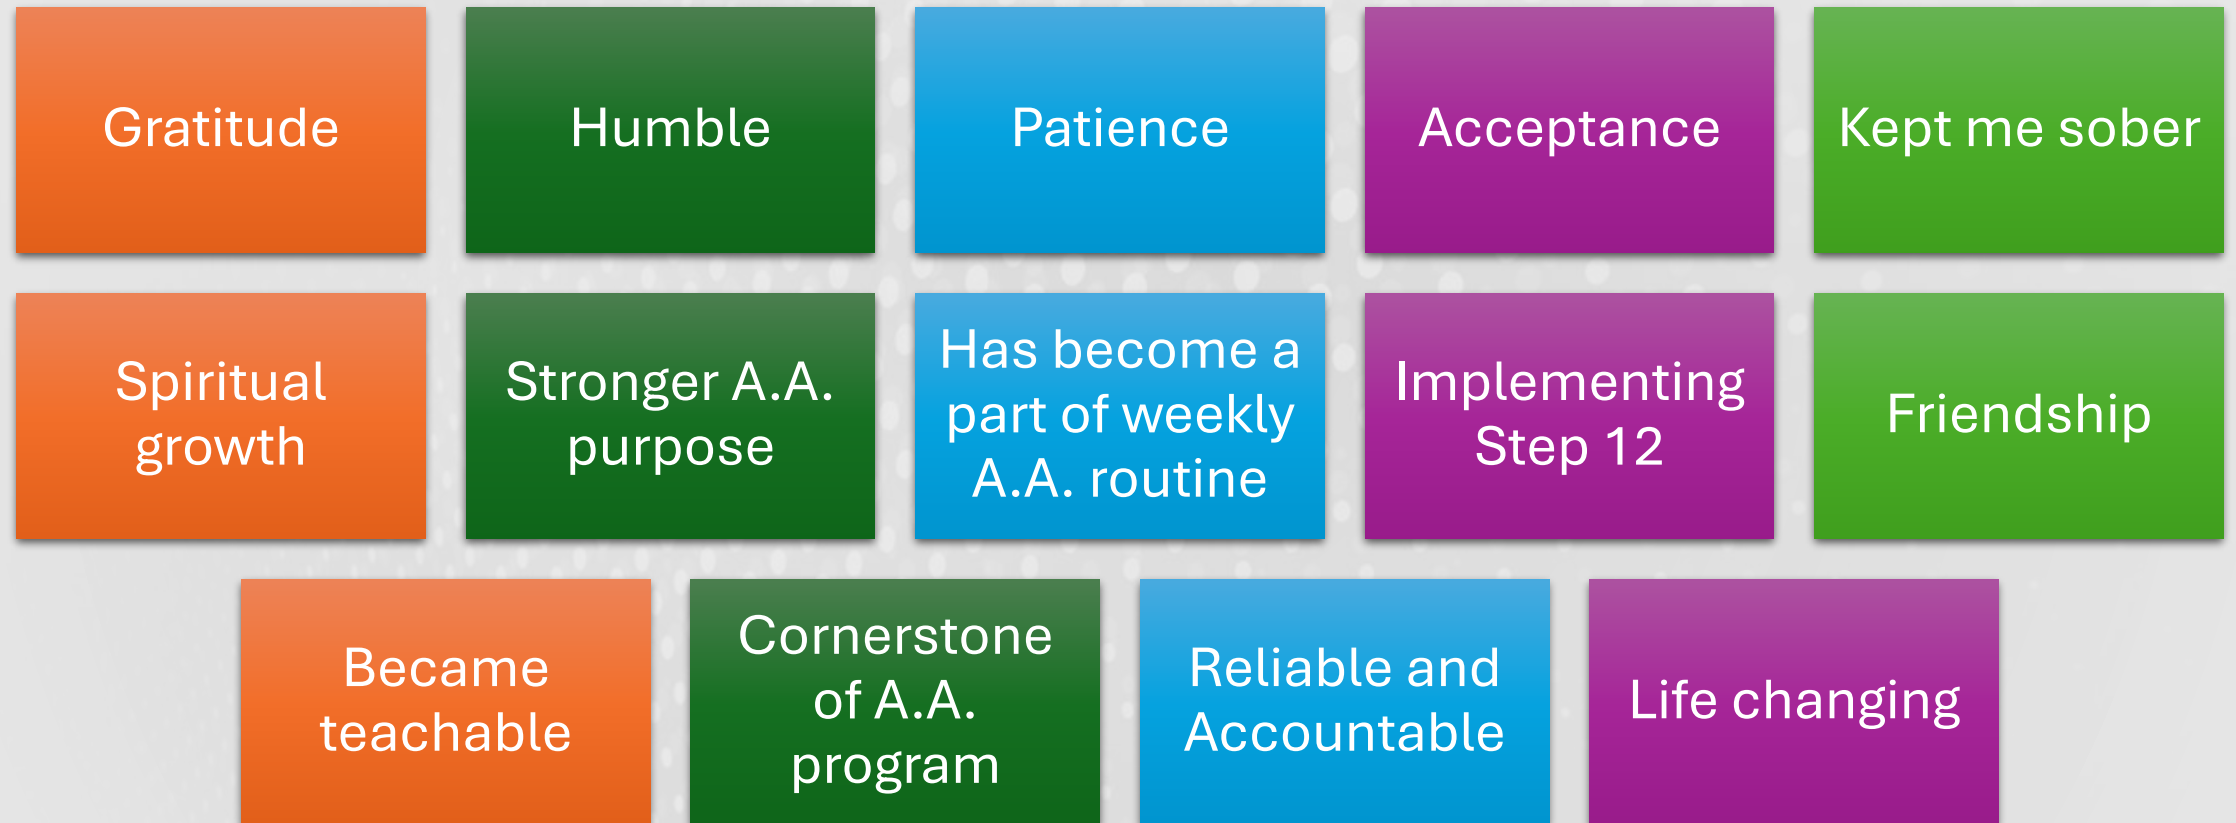 Gratitude
Humble
Patience
Acceptance
Kept me sober
Spiritual
growth
Stronger A.A.
purpose
Has become a
part of weekly
A.A. routine
Implementing
Step 12
Friendship
Became
teachable
Cornerstone
of A.A.
program
Reliable and
Accountable
Life changing